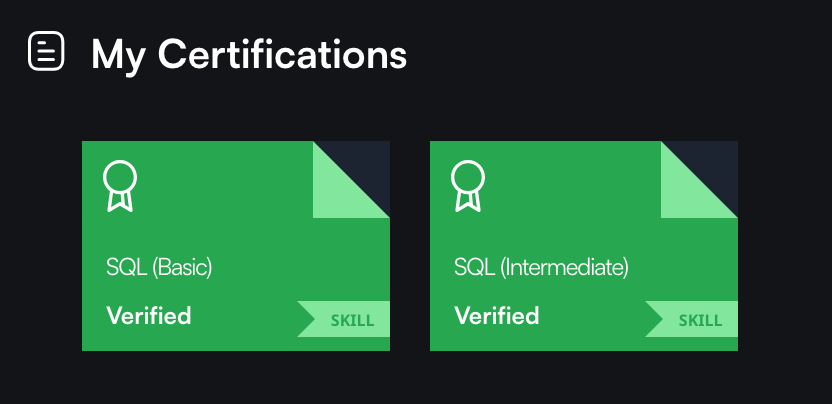 My Certifications
SQL (Basic)
Verified
SKILL
SQL (Intermediate)
Verified
SKILL